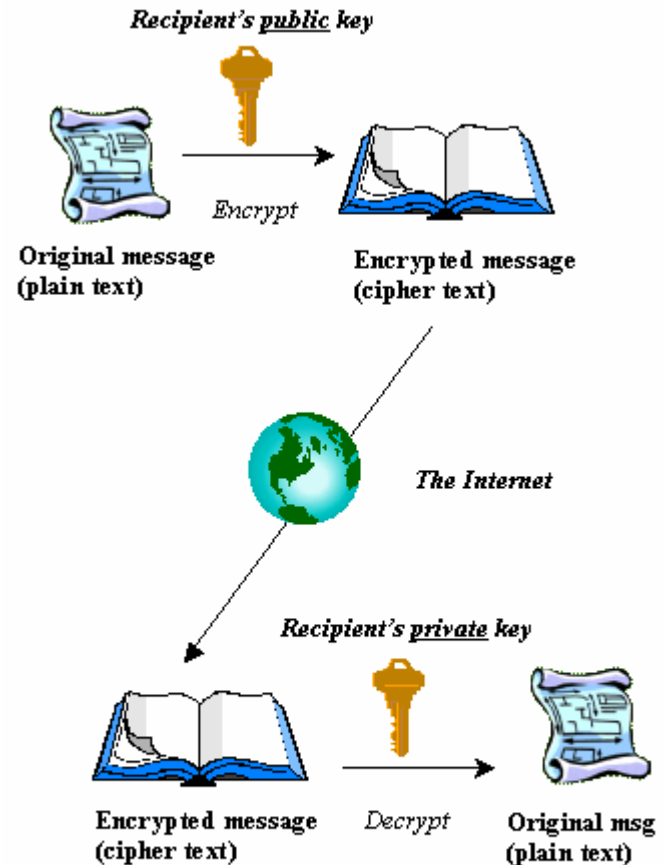 Recipient's public key
Encrypt
Original message
(plain text)
Encrypted message
(cipher text)
The Internet
Recipient's private key
Encrypted message
(cipher text)
Decrypt
Original msg
(plain text)